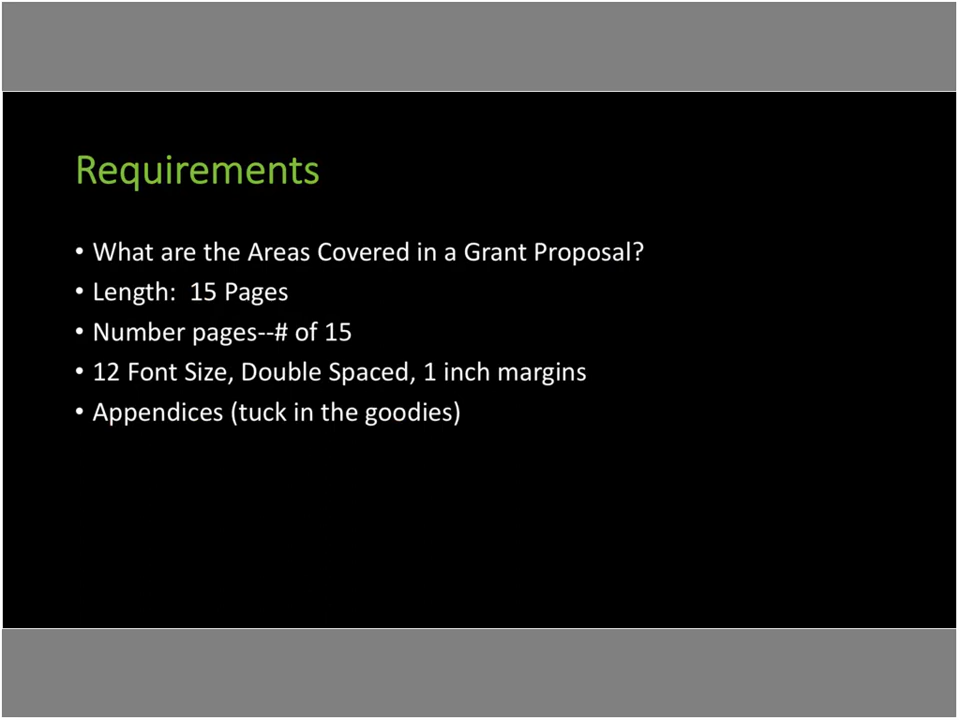 Requirements
• What are the Areas Covered in a Grant Proposal?
• Length:  15 Pages
• Number pages--# of 15
• 12 Font Size, Double Spaced, 1 inch margins
• Appendices (tuck in the goodies)